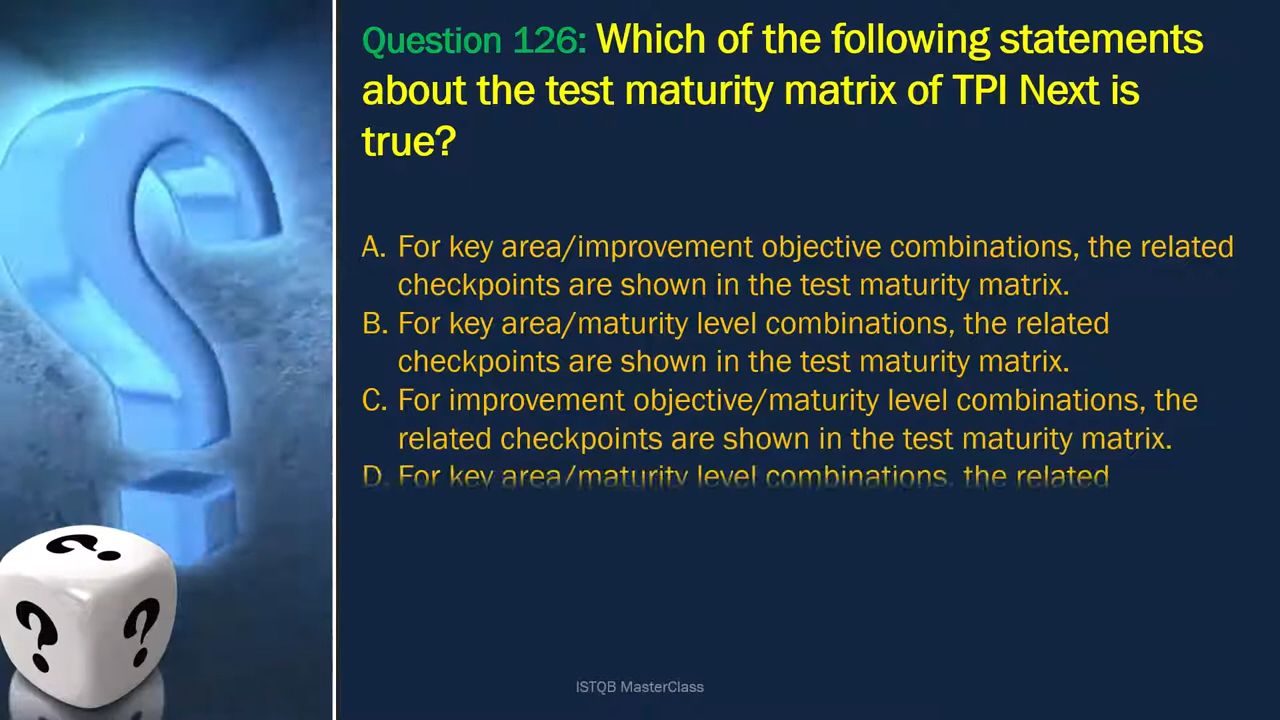 Question 126: Which of the following statements
about the test maturity matrix of TPI Next is
true?
A. For key area/improvement objective combinations, the related
checkpoints are shown in the test maturity matrix.
B. For key area/maturity level combinations, the related
checkpoints are shown in the test maturity matrix.
C. For improvement objective/maturity level combinations, the
related checkpoints are shown in the test maturity matrix.
D. For key area/maturity level combinations, the related
ISTQB MasterClass